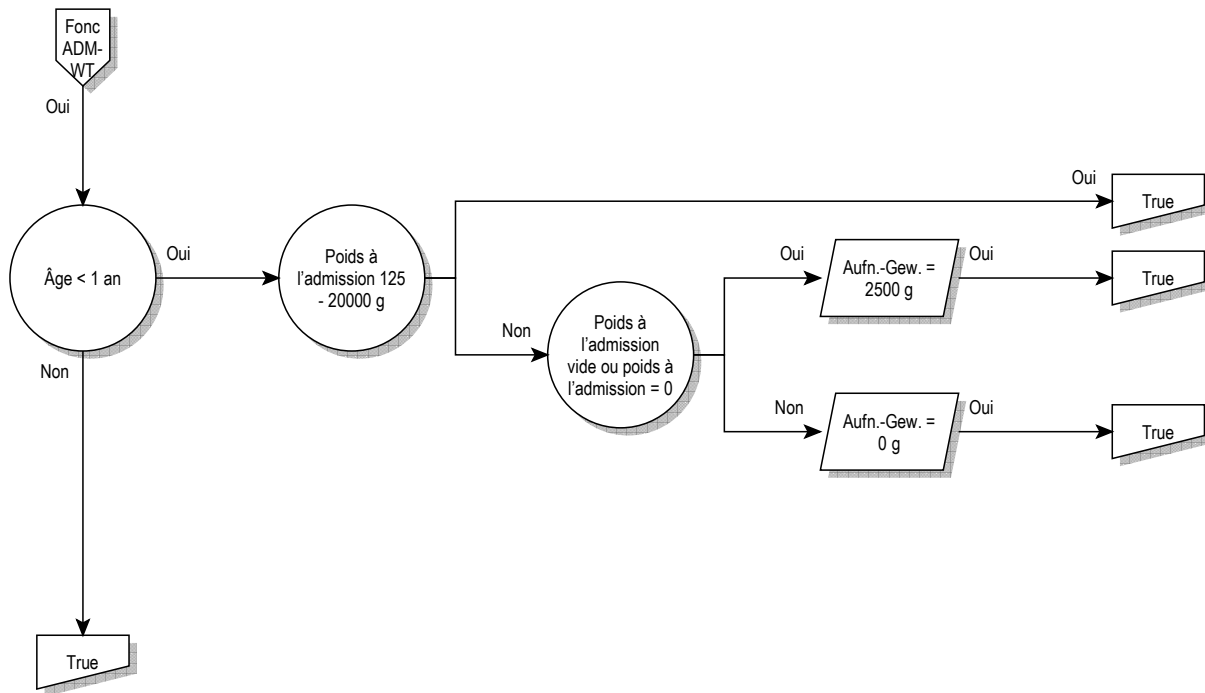 Fonc
ADM-
WT
Oui
Âge < 1 an
Oui
Non
True
Poids à
l'admission 125
- 20000 g
Oui
True
Non
Poids à
l'admission
vide ou poids à
l'admission = 0
Oui
Aufn.-Gew. =
2500 g
Oui
True
Non
Aufn.-Gew. =
0 g
Oui
True